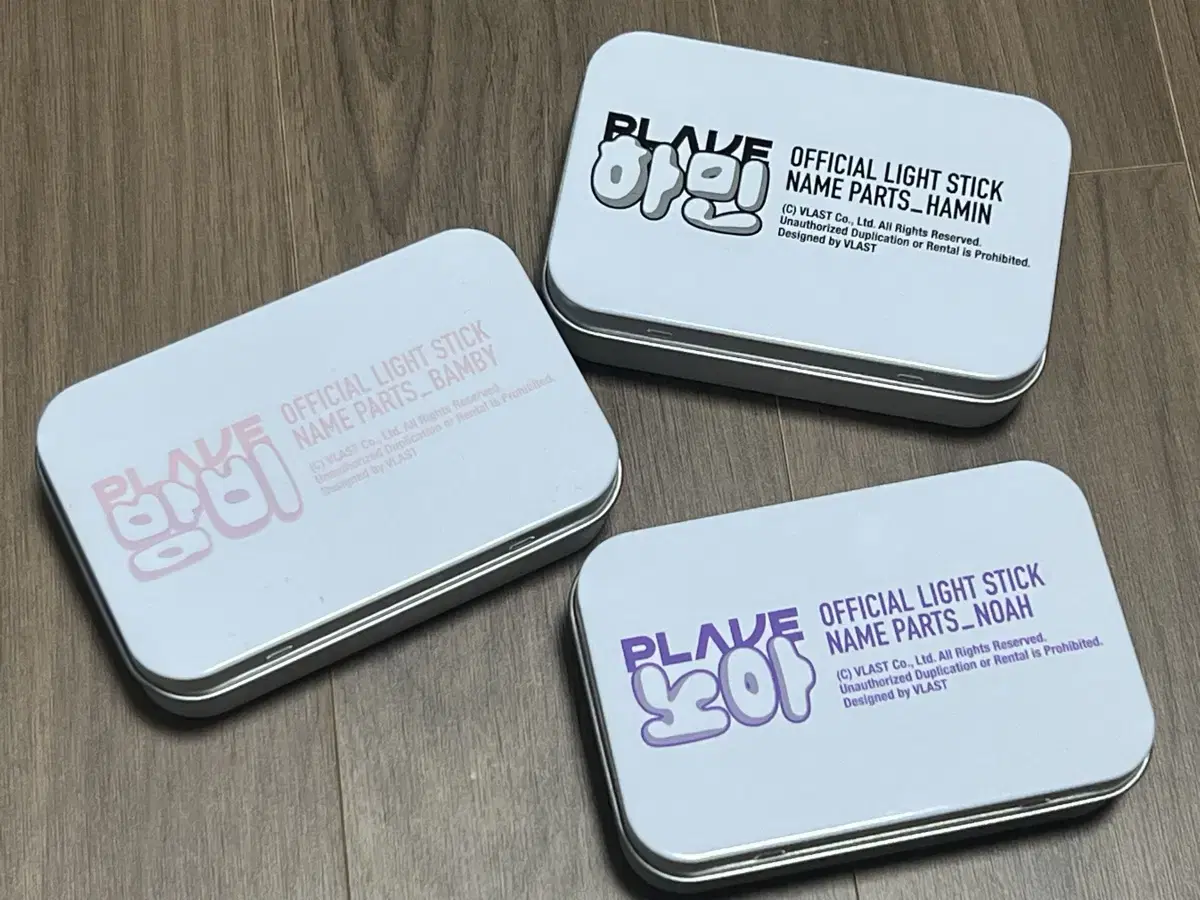 PLAVE
하민
OFFICIAL LIGHT STICK
NAME PARTS_HAMIN
(C) VLAST Co., Ltd. All Rights Reserved.
Unauthorized Duplication or Rental is Prohibited.
Designed by VLAST
PLAVE
밤비
OFFICIAL LIGHT STICK
NAME PARTS_BAMBY
(C) VLAST Co., Ltd. All Rights Reserved.
Unauthorized Duplication or Rental is Prohibited.
Designed by VLAST
PLAVE
노아
OFFICIAL LIGHT STICK
NAME PARTS_NOAH
(C) VLAST Co., Ltd. All Rights Reserved.
Unauthorized Duplication or Rental is Prohibited.
Designed by VLAST